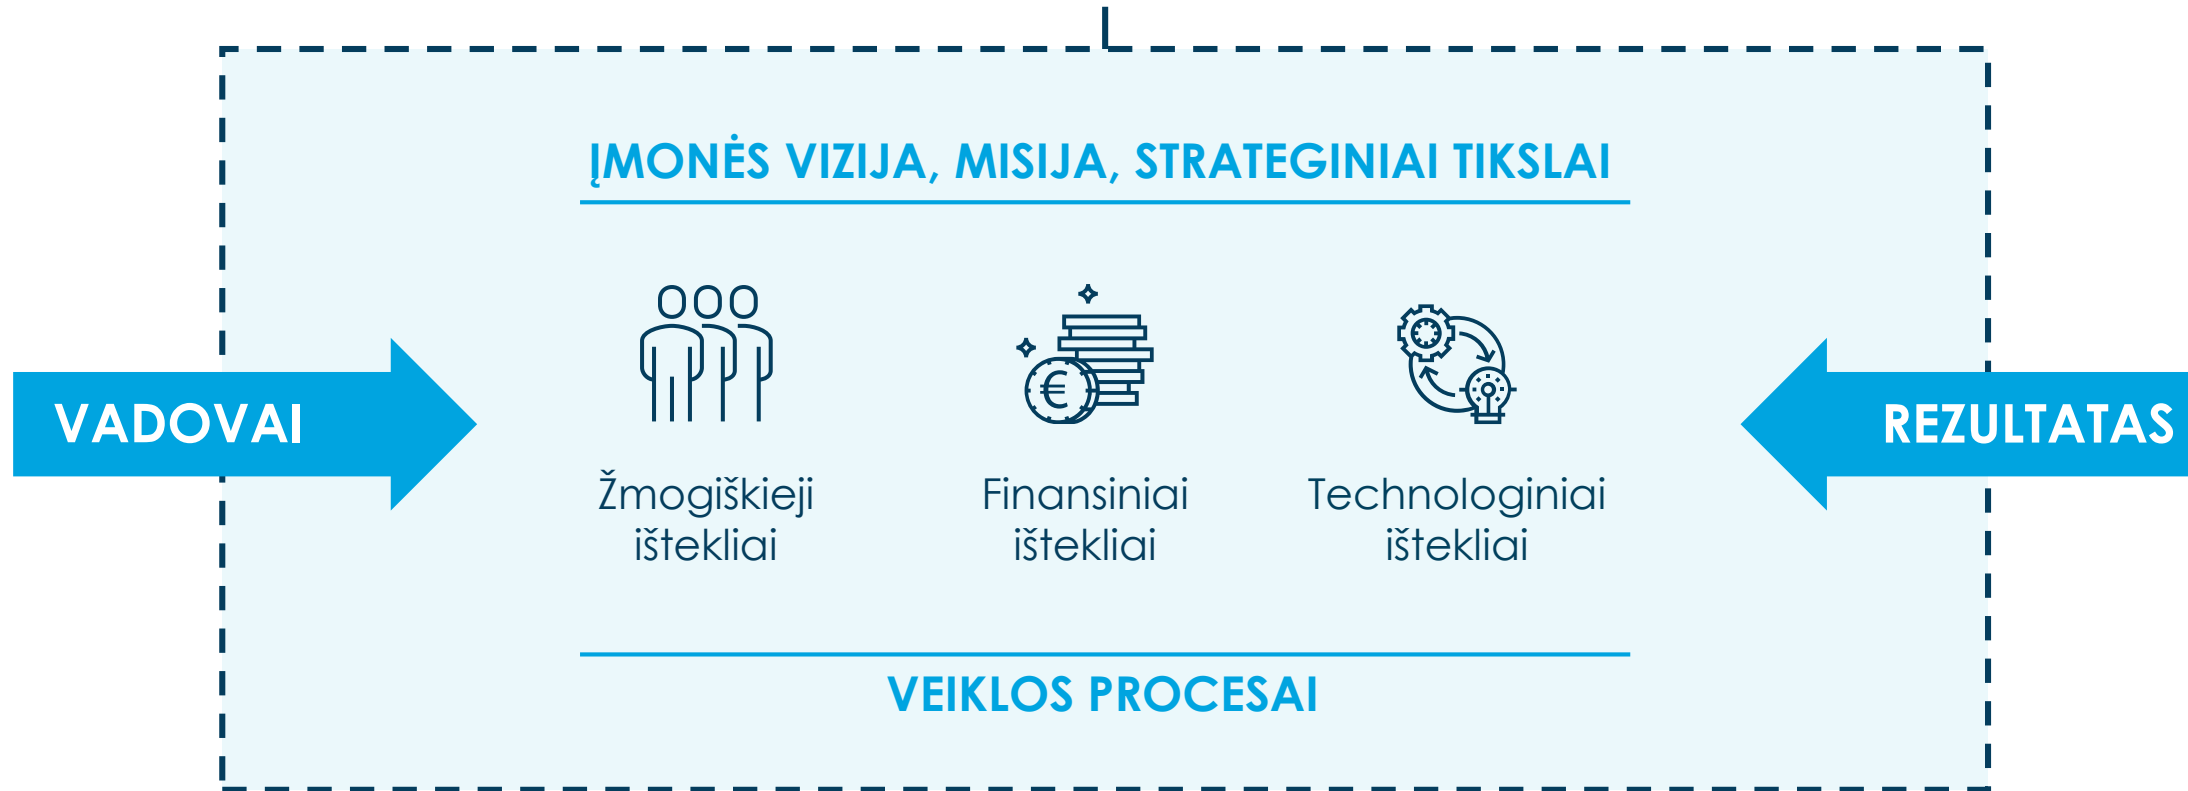 ĮMONĖS VIZIJA, MISIJA, STRATEGINIAI TIKSLAI
VADOVAI
€
Žmogiškieji
ištekliai
Finansiniai
ištekliai
Technologiniai
ištekliai
REZULTATAS
VEIKLOS PROCESAI